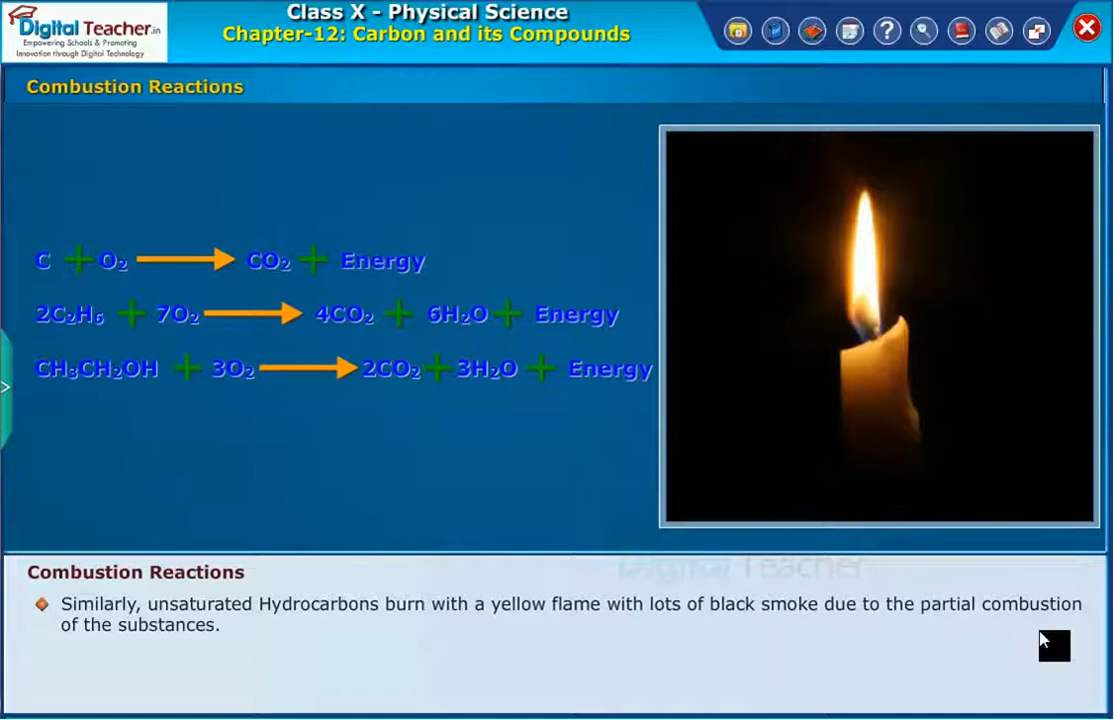 Digital Teacher.in
Empowering Schools & Promoting
Innovation through Digital Technology
Class X - Physical Science
Chapter-12: Carbon and its Compounds
?
Combustion Reactions
C + O₂ → CO₂ + Energy
2C₂H₆ + 7O₂ → 4CO₂ + 6H₂O + Energy
CH₃CH₂OH + 3O₂ → 2CO₂ + 3H₂O + Energy
>
Digital Teacher
Combustion Reactions
Similarly, unsaturated Hydrocarbons burn with a yellow flame with lots of black smoke due to the partial combustion
of the substances.